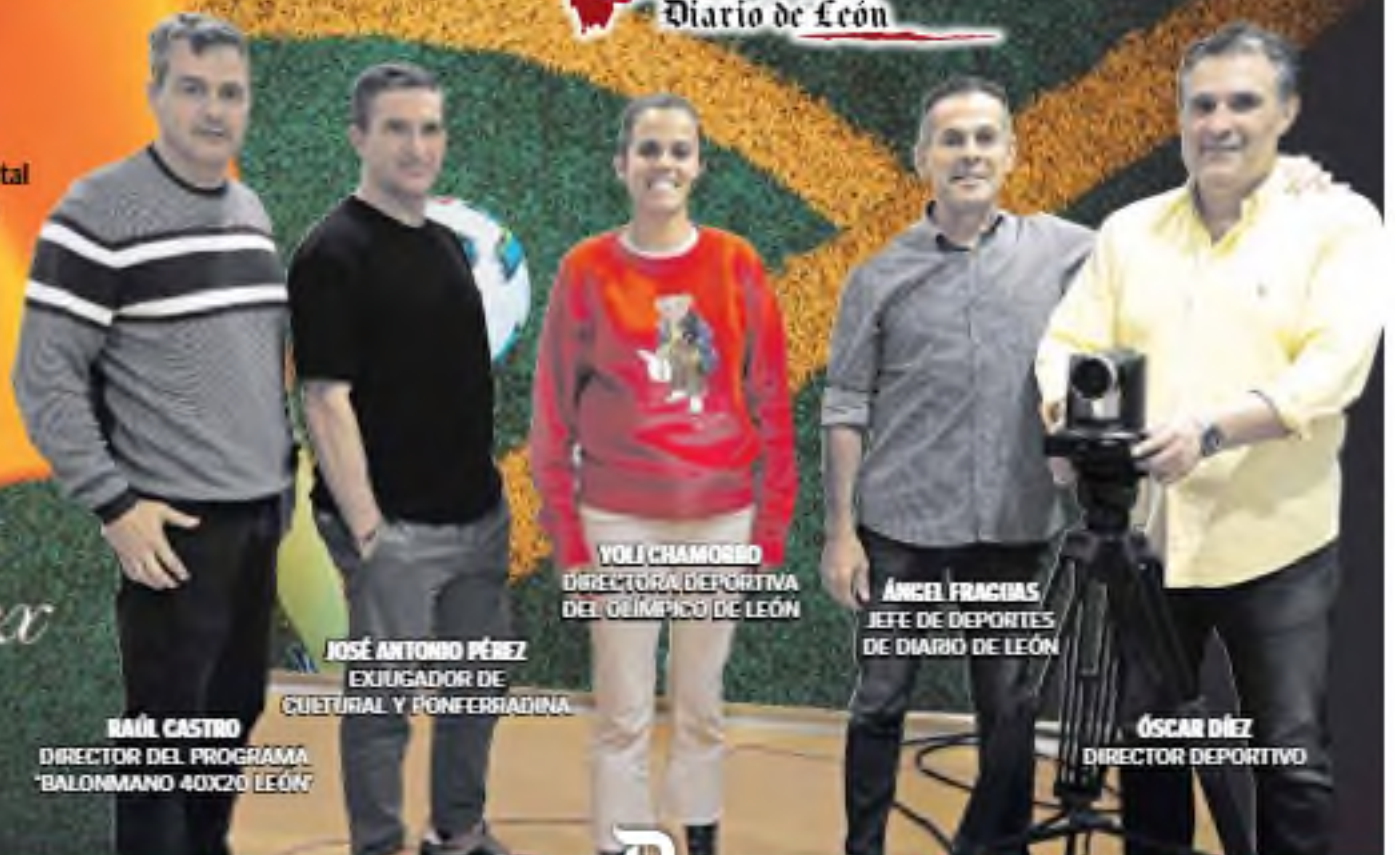 Diario de León
tal
ex
YOLI CHAMORRO
DIRECTORA DEPORTIVA
DEL OLÍMPICO DE LEÓN
ÁNGEL FRAGUAS
JEFE DE DEPORTES
DE DIARIO DE LEÓN
JOSÉ ANTONIO PÉREZ
EXJUGADOR DE
CULTURAL Y PONFERRADINA
RAÚL CASTRO
DIRECTOR DEL PROGRAMA
"BALONMANO 40X20 LEÓN"
ÓSCAR DÍEZ
DIRECTOR DEPORTIVO